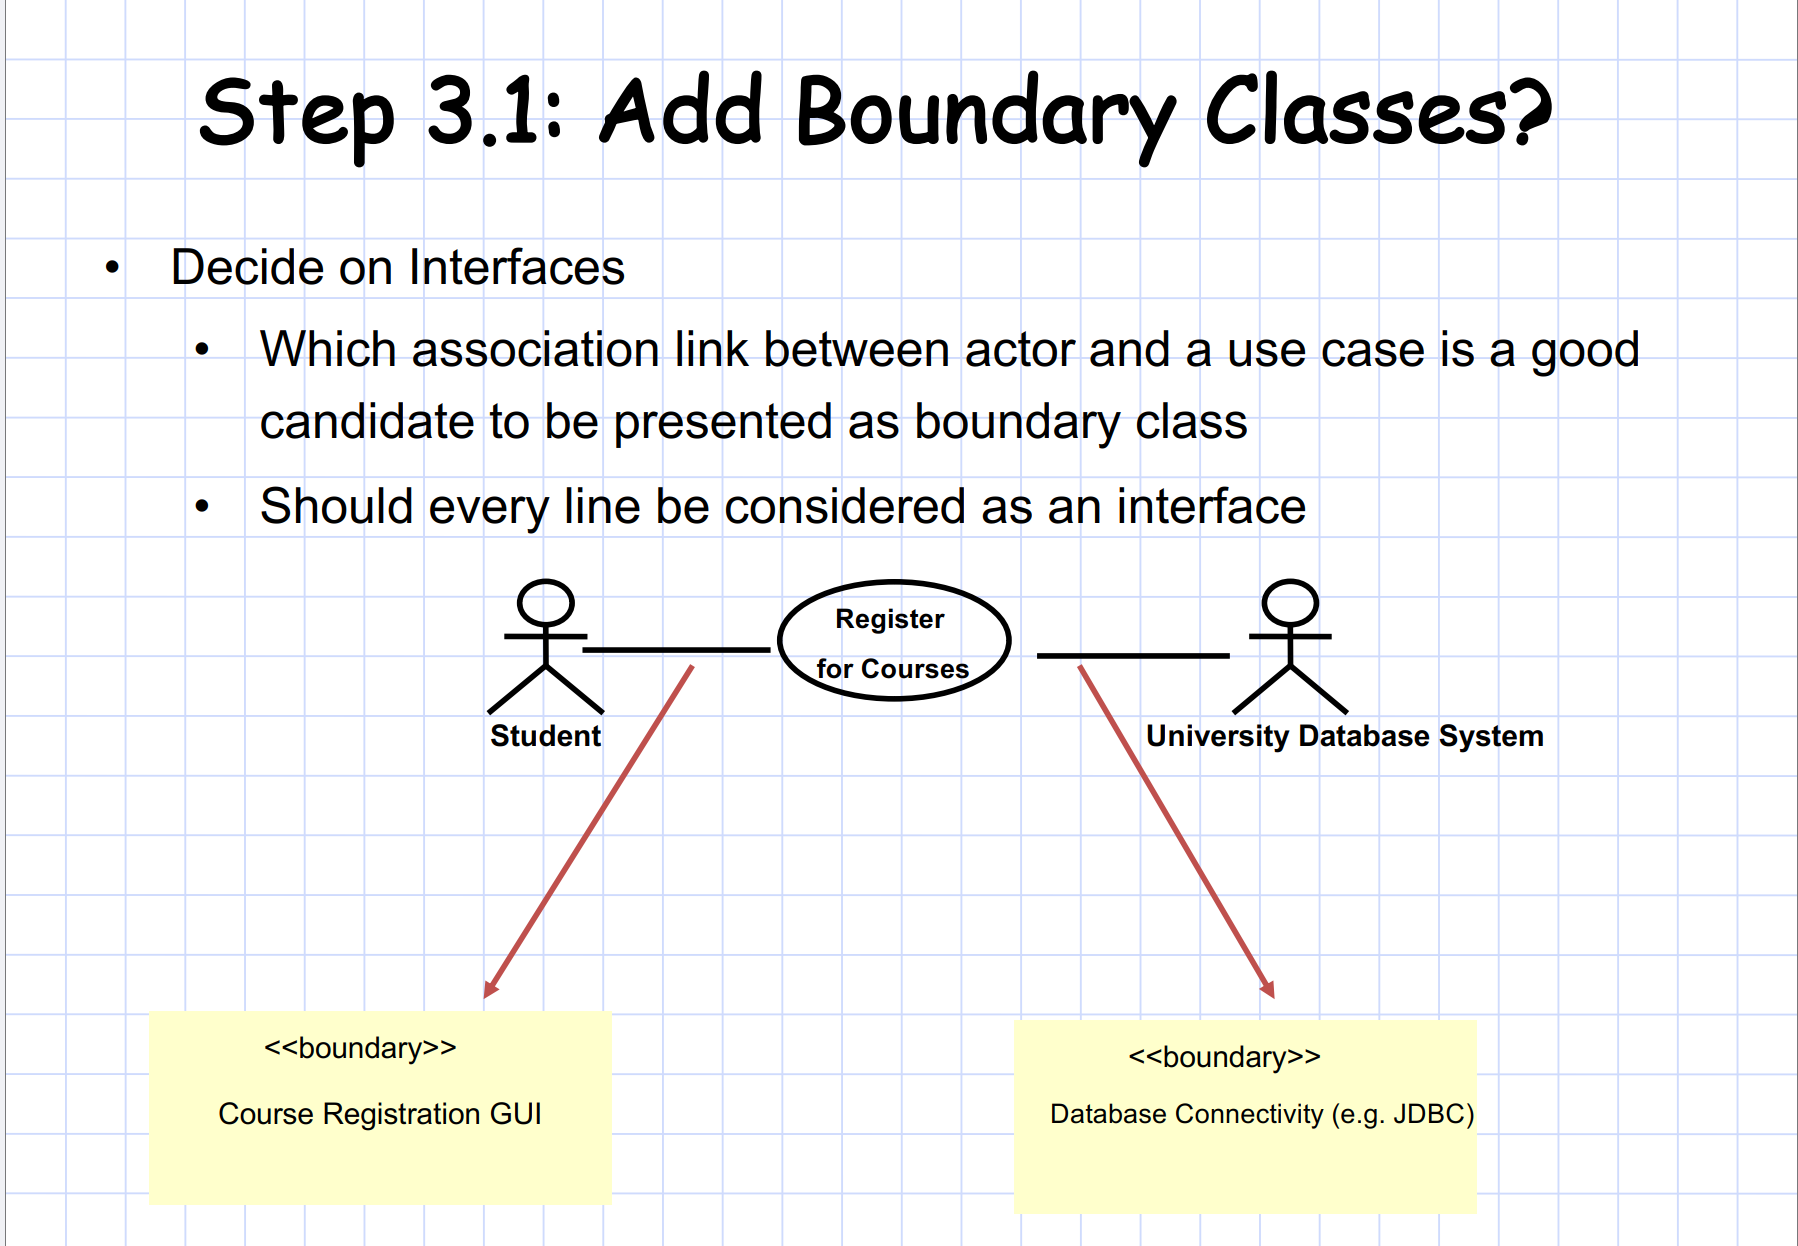 Step 3.1: Add Boundary Classes?
• Decide on Interfaces
• Which association link between actor and a use case is a good
candidate to be presented as boundary class
• Should every line be considered as an interface
Register
for Courses
Student
University Database System
<<boundary>>
Course Registration GUI
<<boundary>>
Database Connectivity (e.g. JDBC)